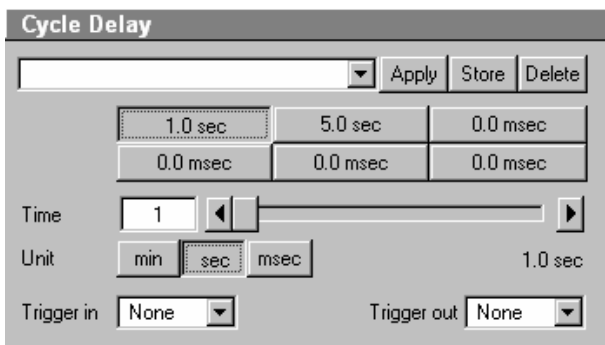 Cycle Delay
Apply Store Delete
1.0 sec 5.0 sec 0.0 msec
0.0 msec 0.0 msec 0.0 msec
Time 1
Unit min sec msec 1.0 sec
Trigger in None Trigger out None